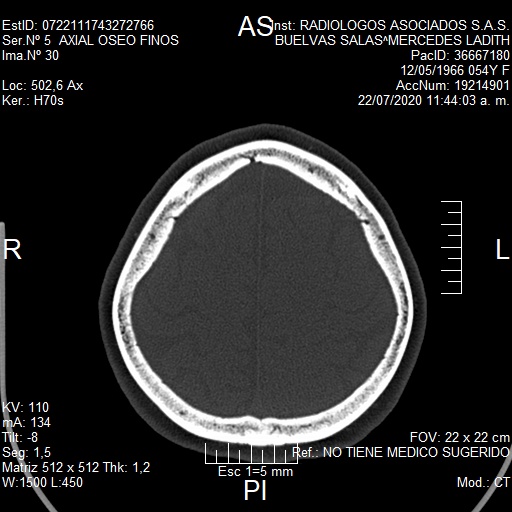 EstID: 0722111743272766
Ser.Nº 5 AXIAL OSEO FINOS
Ima.Nº 30
Loc: 502,6 Ax
Ker.: H70s
AS
Inst: RADIOLOGOS ASOCIADOS S.A.S.
BUELVAS SALAS^MERCEDES LADITH
PacID: 36667180
12/05/1966 054Y F
AccNum: 19214901
22/07/2020 11:44:03 a. m.
R
L
KV: 110
mA: 134
Tilt: -8
Seg: 1,5
Matriz 512 x 512 Thk: 1,2
W:1500 L:450
Esc 1=5 mm
PI
FOV: 22 x 22 cm
Ref.: NO TIENE MEDICO SUGERIDO
Mod.: CT